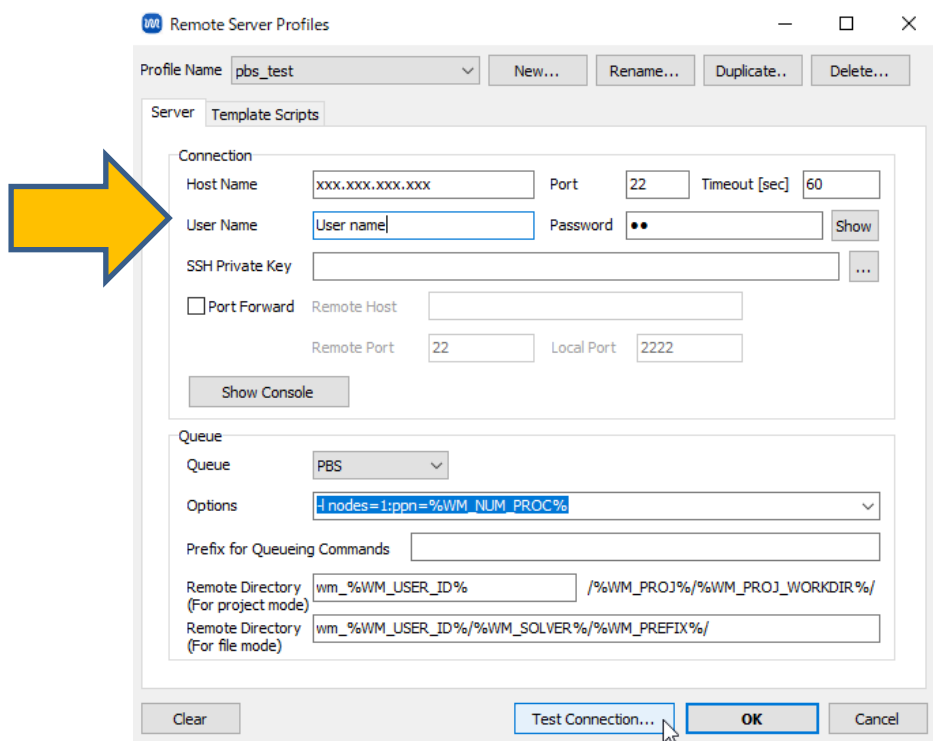 Remote Server Profiles
Profile Name pbs_test New... Rename... Duplicate.. Delete...
Server Template Scripts
Connection
Host Name xxx.xxx.xxx.xxx Port 22 Timeout [sec] 60
User Name User name Password ●● Show
SSH Private Key ...
Port Forward Remote Host
Remote Port 22 Local Port 2222
Show Console
Queue
Queue PBS
Options -l nodes=1:ppn=%WM_NUM_PROC%
Prefix for Queueing Commands
Remote Directory wm_%WM_USER_ID% /%WM_PROJ%/%WM_PROJ_WORKDIR%/
(For project mode)
Remote Directory wm_%WM_USER_ID%/%WM_SOLVER%/%WM_PREFIX%/
(For file mode)
Clear Test Connection... OK Cancel